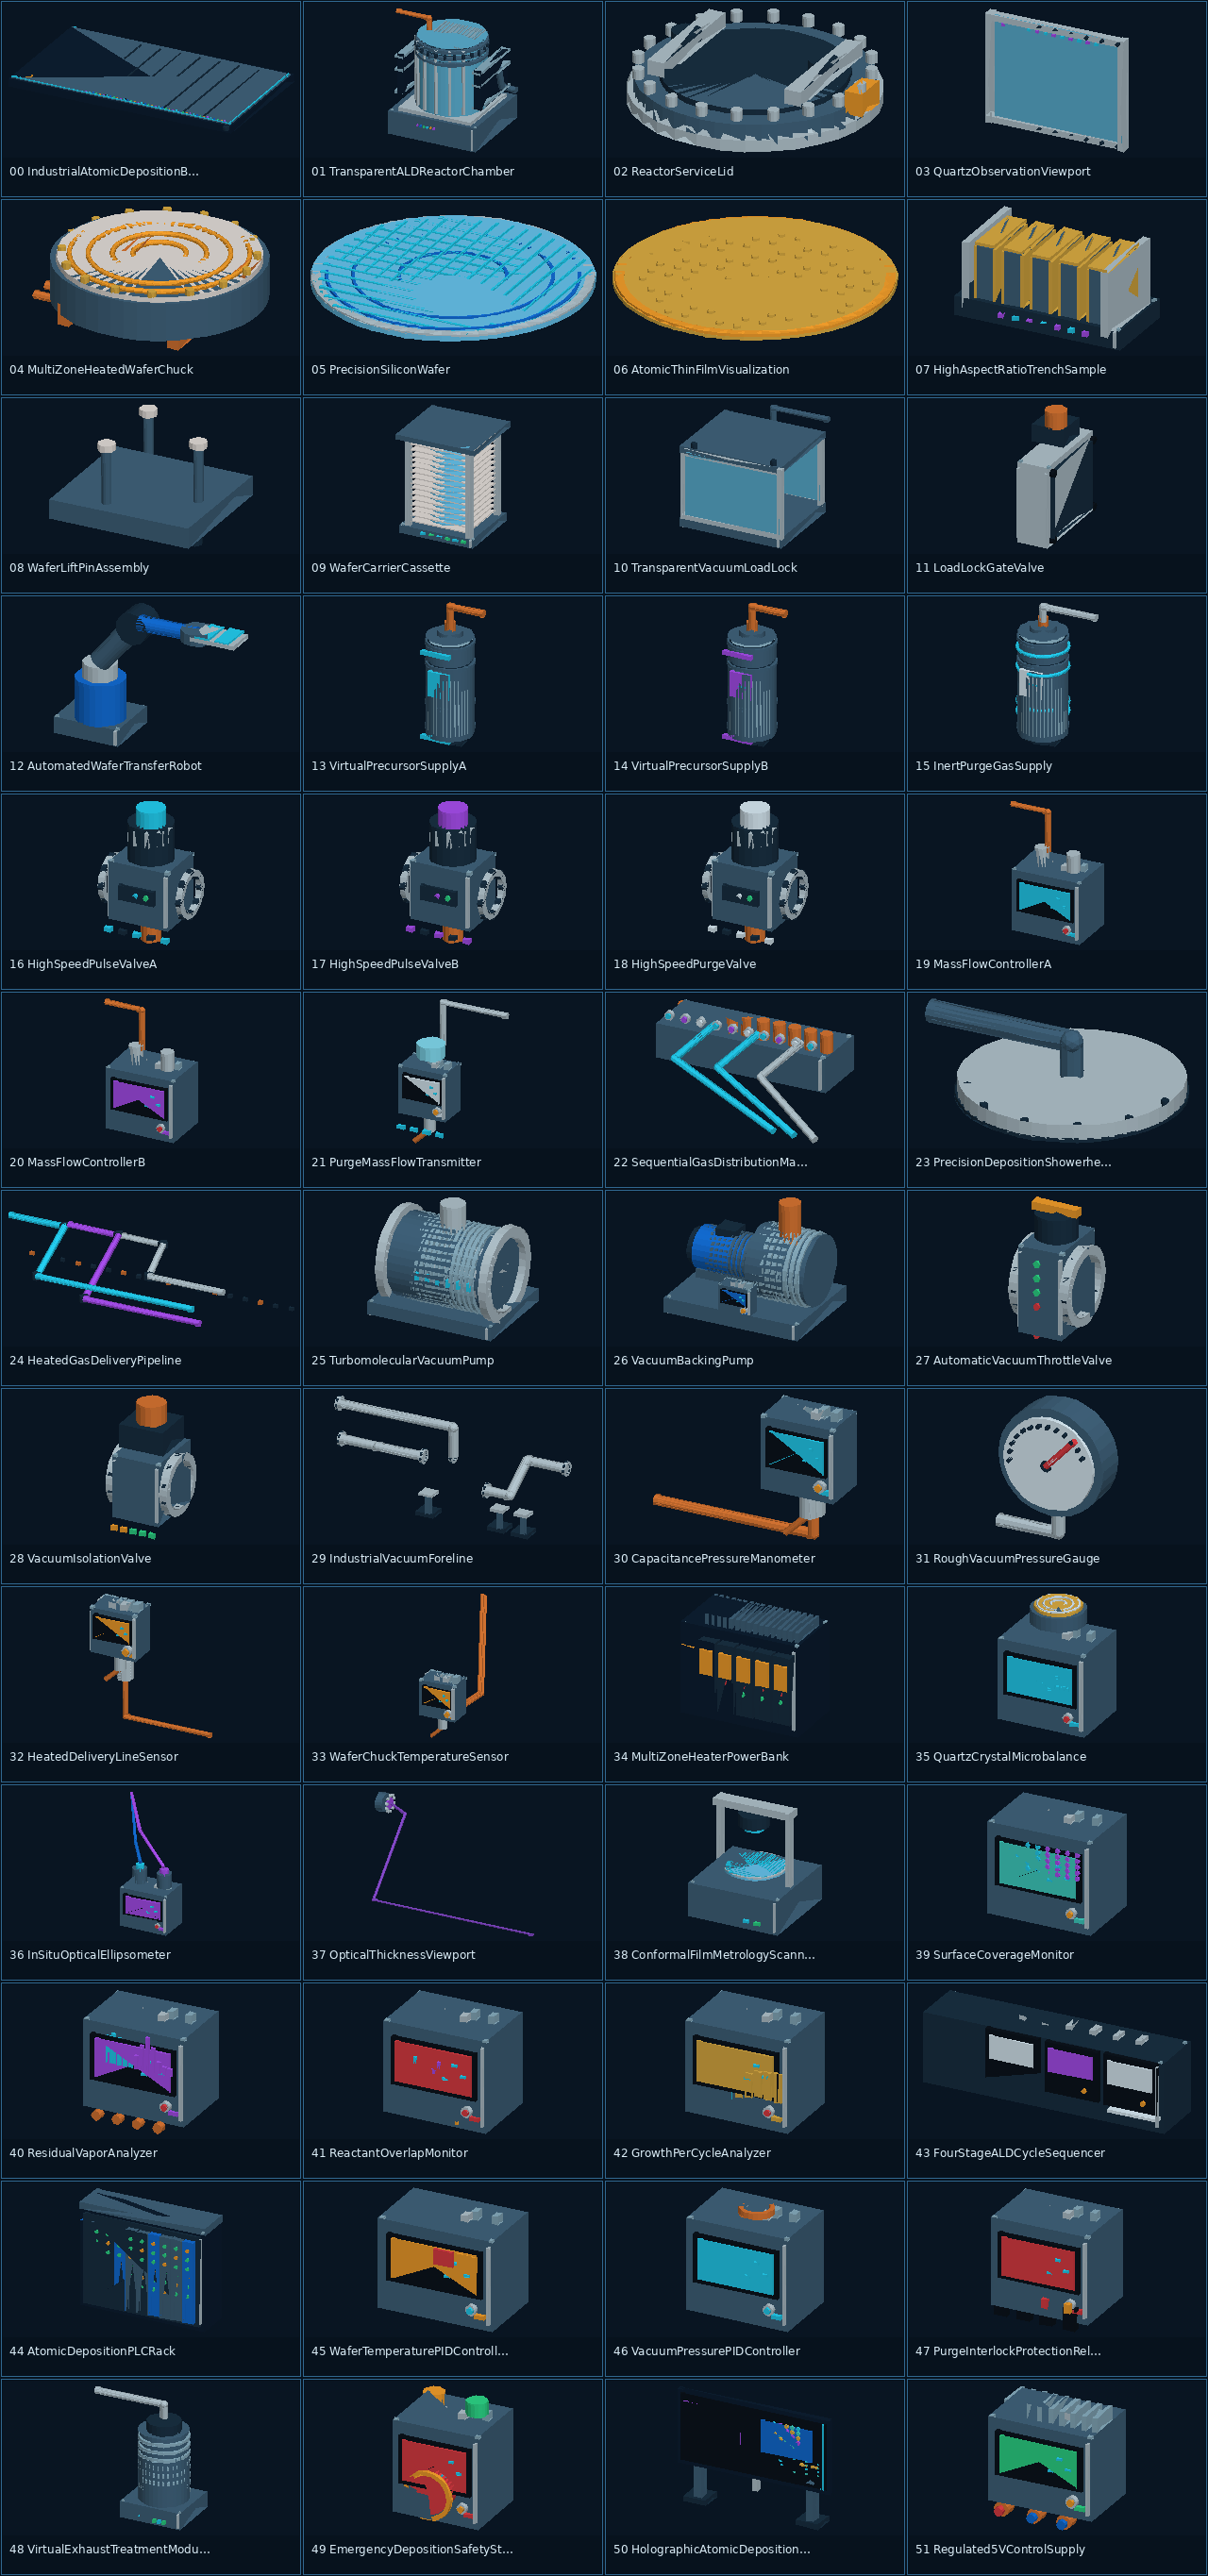 00 IndustrialAtomicDepositionB...
01 TransparentALDReactorChamber
02 ReactorServiceLid
03 QuartzObservationViewport
04 MultiZoneHeatedWaferChuck
05 PrecisionSiliconWafer
06 AtomicThinFilmVisualization
07 HighAspectRatioTrenchSample
08 WaferLiftPinAssembly
09 WaferCarrierCassette
10 TransparentVacuumLoadLock
11 LoadLockGateValve
12 AutomatedWaferTransferRobot
13 VirtualPrecursorSupplyA
14 VirtualPrecursorSupplyB
15 InertPurgeGasSupply
16 HighSpeedPulseValveA
17 HighSpeedPulseValveB
18 HighSpeedPurgeValve
19 MassFlowControllerA
20 MassFlowControllerB
21 PurgeMassFlowTransmitter
22 SequentialGasDistributionMa...
23 PrecisionDepositionShowerhe...
24 HeatedGasDeliveryPipeline
25 TurbomolecularVacuumPump
26 VacuumBackingPump
27 AutomaticVacuumThrottleValve
28 VacuumIsolationValve
29 IndustrialVacuumForeline
30 CapacitancePressureManometer
31 RoughVacuumPressureGauge
32 HeatedDeliveryLineSensor
33 WaferChuckTemperatureSensor
34 MultiZoneHeaterPowerBank
35 QuartzCrystalMicrobalance
36 InSituOpticalEllipsometer
37 OpticalThicknessViewport
38 ConformalFilmMetrologyScann...
39 SurfaceCoverageMonitor
40 ResidualVaporAnalyzer
41 ReactantOverlapMonitor
42 GrowthPerCycleAnalyzer
43 FourStageALDCycleSequencer
44 AtomicDepositionPLCRack
45 WaferTemperaturePIDControll...
46 VacuumPressurePIDController
47 PurgeInterlockProtectionRel...
48 VirtualExhaustTreatmentModu...
49 EmergencyDepositionSafetySt...
50 HolographicAtomicDeposition...
51 Regulated5VControlSupply